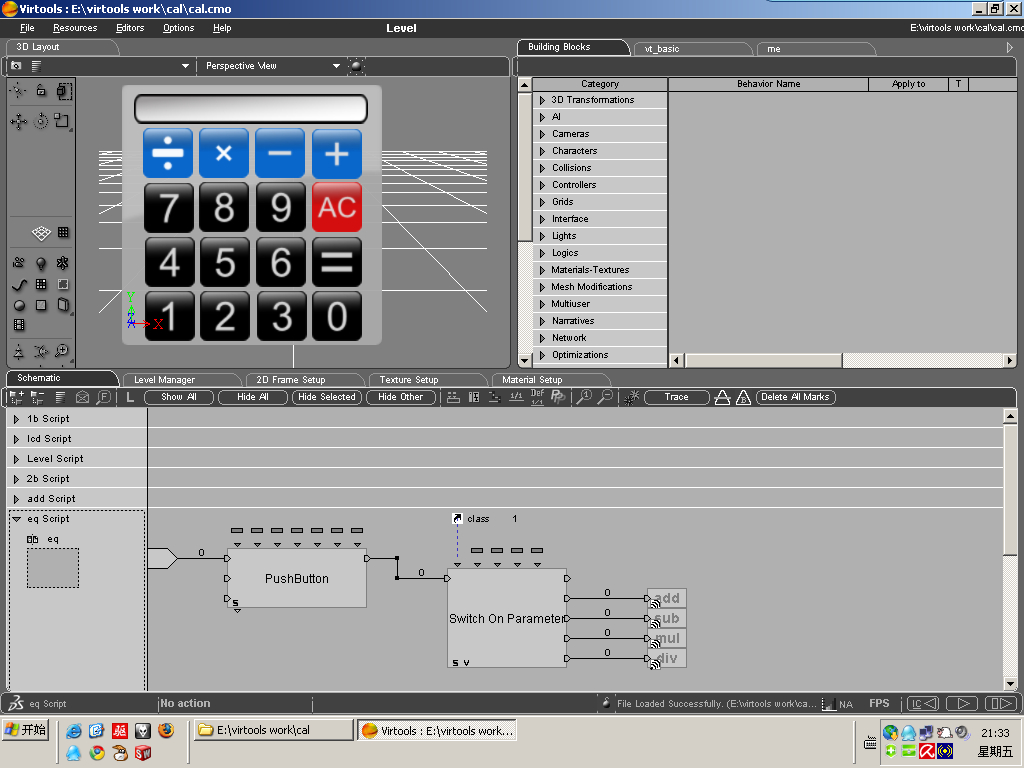 Virtools : E:\virtools work\cal\cal.cmo
File Resources Editors Options Help Level E:\virtools work\cal\cal.cmo
3D Layout
Perspective View
÷ × − +
7 8 9 AC
4 5 6 =
1 2 3 0
Y
X
Building Blocks vt_basic me
Category Behavior Name Apply to T
3D Transformations
AI
Cameras
Characters
Collisions
Controllers
Grids
Interface
Lights
Logics
Materials-Textures
Mesh Modifications
Multiuser
Narratives
Network
Optimizations
Schematic Level Manager 2D Frame Setup Texture Setup Material Setup
L Show All Hide All Hide Selected Hide Other 1/1 Def 1/1 Trace Delete All Marks
1b Script
lcd Script
Level Script
2b Script
add Script
eq Script
eq
0
PushButton
S
0
class 1
Switch On Parameter
S V
0 add
0 sub
0 mul
0 div
eq Script No action File Loaded Successfully. (E:\virtools work\ca... NA FPS IC
开始 E:\virtools work\cal Virtools : E:\virtools work... 21:33
星期五